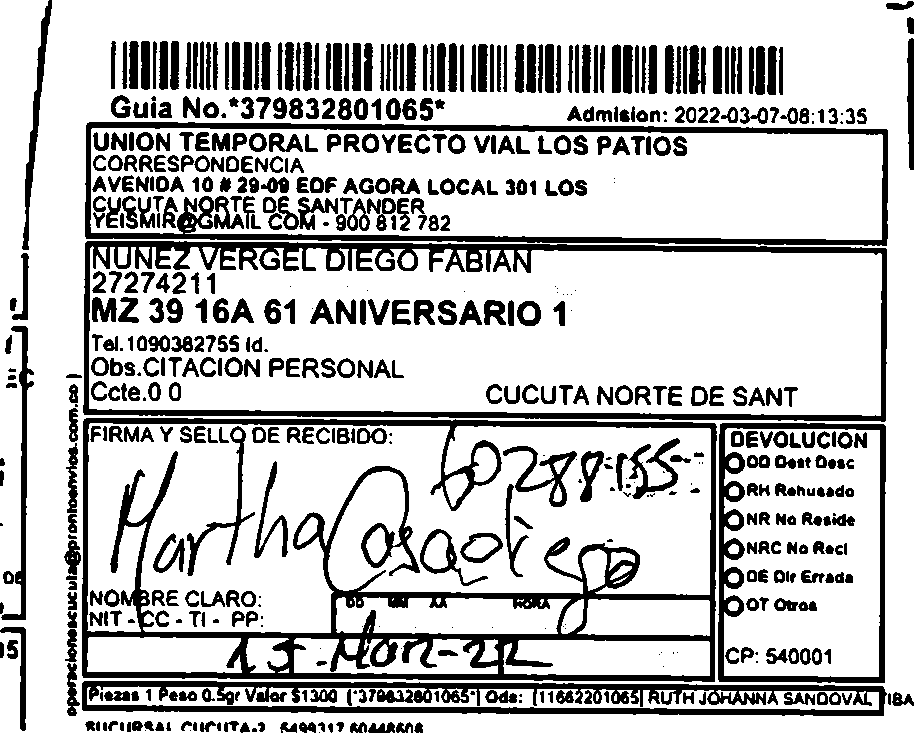 Guia No.*379832801065*
Admision: 2022-03-07-08:13:35
UNION TEMPORAL PROYECTO VIAL LOS PATIOS
CORRESPONDENCIA
AVENIDA 10 # 29-09 EDF AGORA LOCAL 301 LOS
CUCUTA NORTE DE SANTANDER
YEISMIR@GMAIL COM - 900 812 782
NUNEZ VERGEL DIEGO FABIAN
27274211
MZ 39 16A 61 ANIVERSARIO 1
Tel.1090382755 Id.
Obs.CITACION PERSONAL
Ccte.0 0
CUCUTA NORTE DE SANT
operacionescucuta@prontoenvios.com.co
FIRMA Y SELLO DE RECIBIDO:
60288155
Martha Casadiego
NOMBRE CLARO:
NIT - CC - TI - PP:
DD MM AA HORA
15-Mar-22
DEVOLUCION
DD Dest Desc
RH Rehusado
NR No Reside
NRC No Recl
DE Dir Errada
OT Otros
CP: 540001
Piezas 1 Peso 0.5gr Valor $1300 [*379832801065*] Ods: [11662201065] RUTH JOHANNA SANDOVAL TIBA
SUCURSAL CUCUTA-2